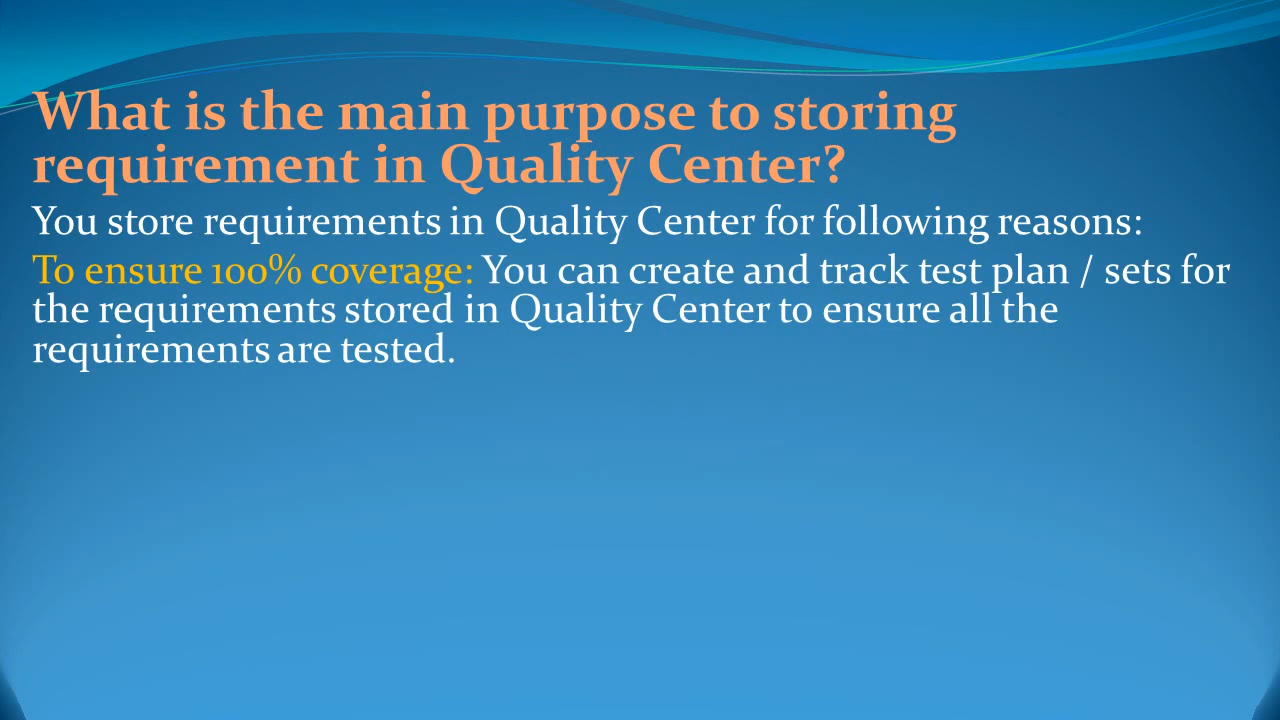 What is the main purpose to storing
requirement in Quality Center?
You store requirements in Quality Center for following reasons:
To ensure 100% coverage: You can create and track test plan / sets for
the requirements stored in Quality Center to ensure all the
requirements are tested.